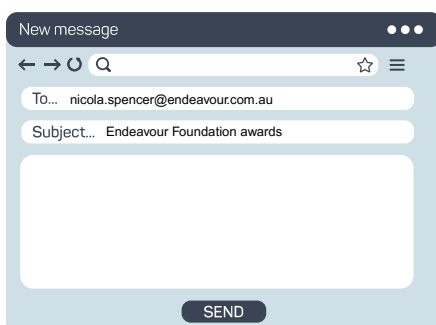 New message
To... nicola.spencer@endeavour.com.au
Subject... Endeavour Foundation awards
SEND